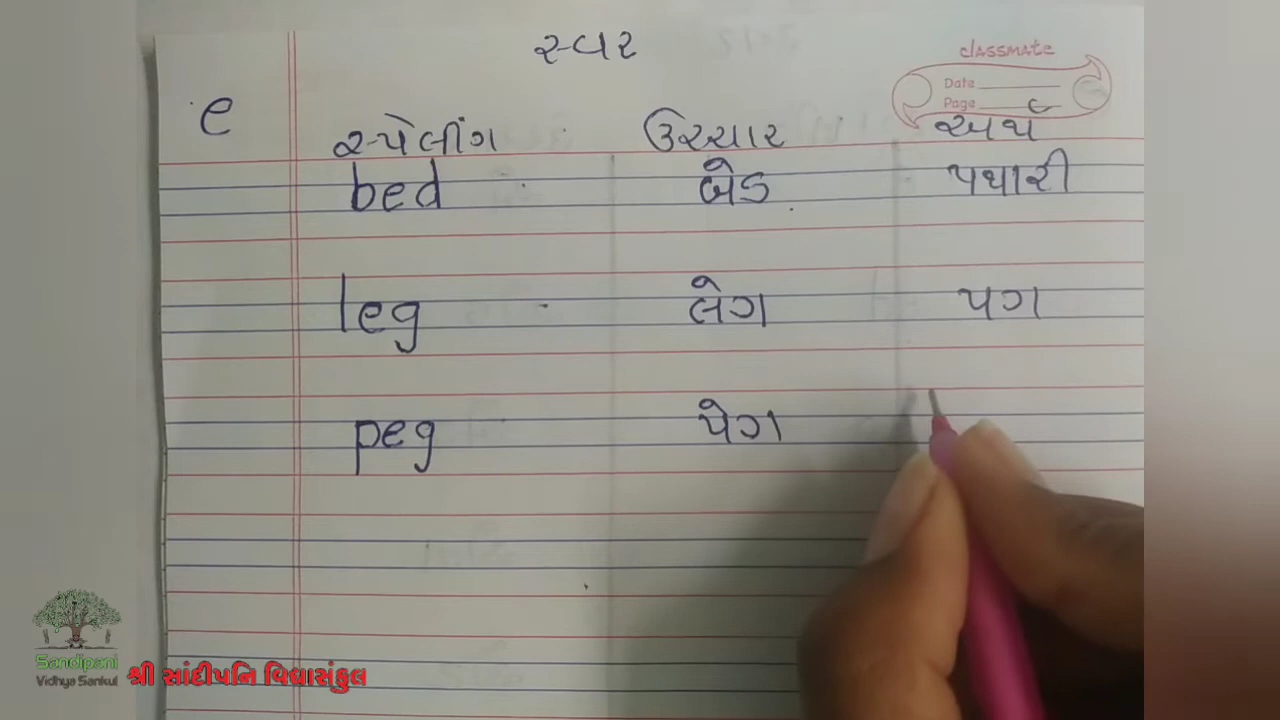 સ્વર
classmate
Date
Page
e
સ્પેલીંગ ઉચ્ચાર અર્થ
bed બેડ પથારી
leg લેગ પગ
peg પેગ
Sandipani
Vidhya Sankul
શ્રી સાંદીપનિ વિદ્યાસંકુલ